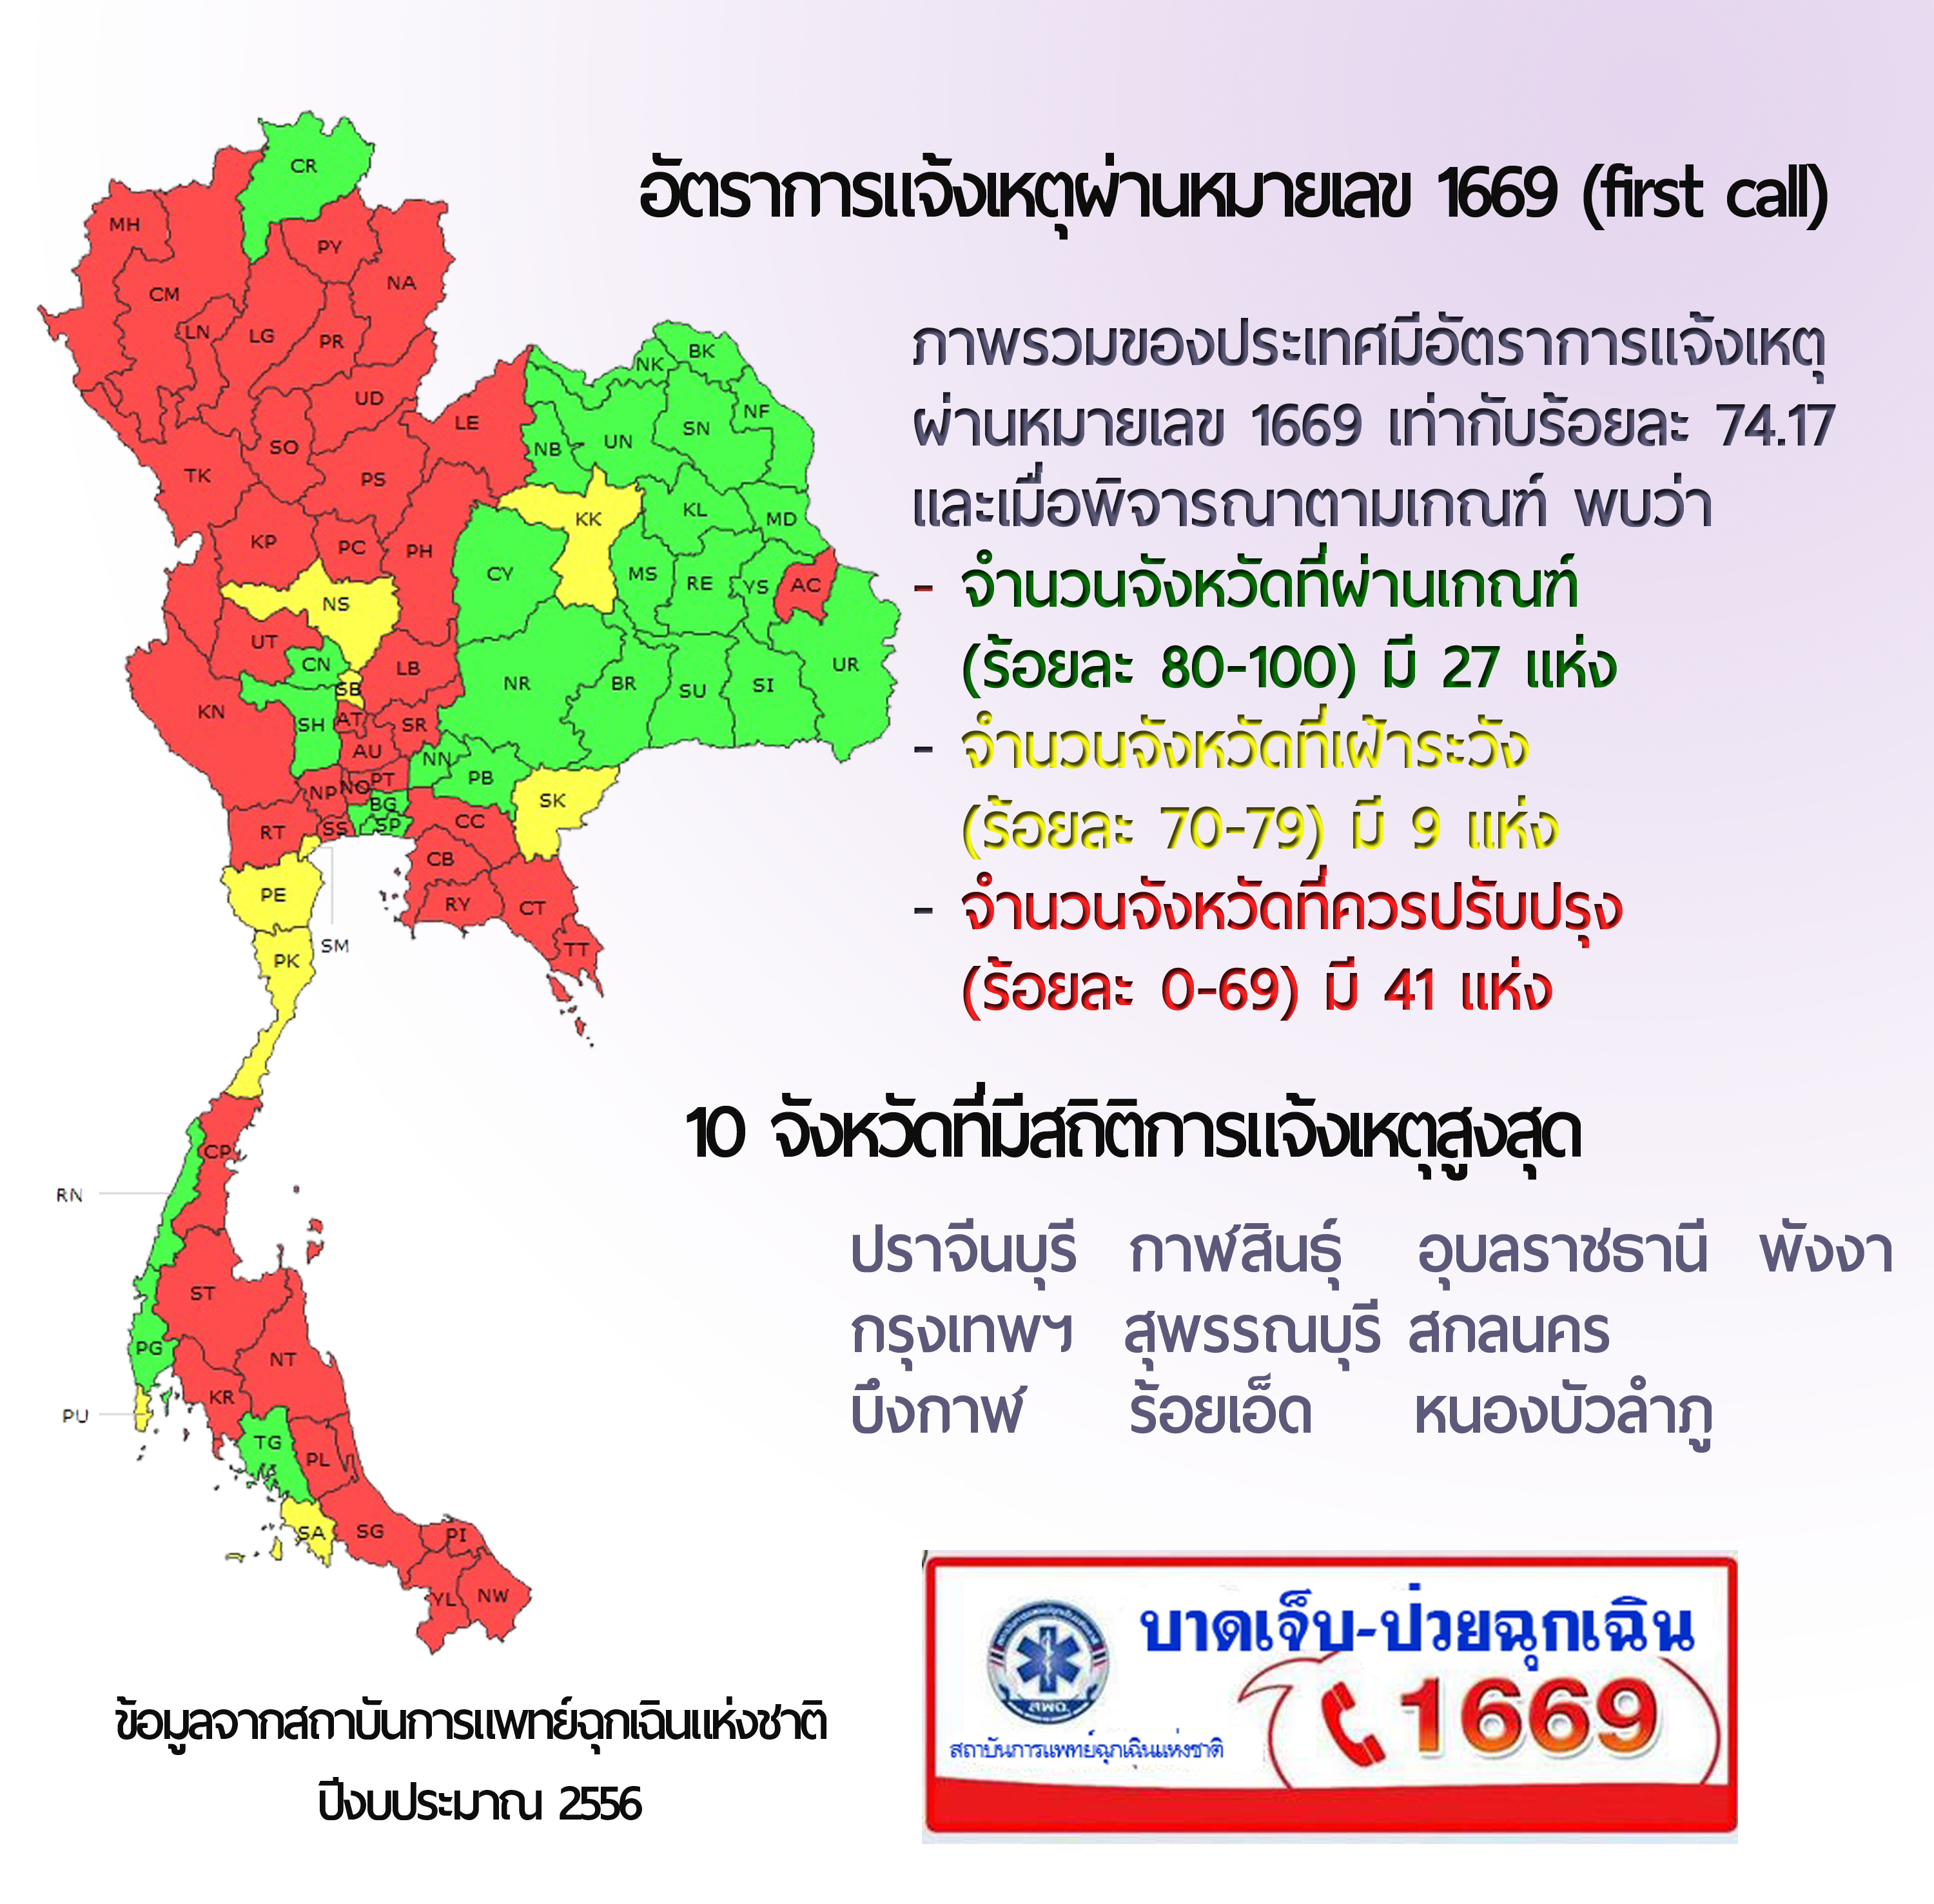 อัตราการแจ้งเหตุผ่านหมายเลข 1669 (first call)
ภาพรวมของประเทศมีอัตราการแจ้งเหตุ
ผ่านหมายเลข 1669 เท่ากับร้อยละ 74.17
และเมื่อพิจารณาตามเกณฑ์ พบว่า
- จำนวนจังหวัดที่ผ่านเกณฑ์
(ร้อยละ 80-100) มี 27 แห่ง
- จำนวนจังหวัดที่เฝ้าระวัง
(ร้อยละ 70-79) มี 9 แห่ง
- จำนวนจังหวัดที่ควรปรับปรุง
(ร้อยละ 0-69) มี 41 แห่ง
10 จังหวัดที่มีสถิติการแจ้งเหตุสูงสุด
ปราจีนบุรี กาฬสินธุ์ อุบลราชธานี พังงา
กรุงเทพฯ สุพรรณบุรี สกลนคร
บึงกาฬ ร้อยเอ็ด หนองบัวลำภู
CR
MH
PY
NA
CM
LN
LG
PR
UD
LE
SO
TK
PS
KP
PC
PH
NK
BK
NF
NB
UN
SN
KK
KL
MD
CY
MS
RE
YS
AC
NS
UT
CN
LB
SB
KN
SH
AT
SR
AU
NR
BR
SU
SI
UR
NN
PB
NP
NO
PT
BG
SP
SK
RT
SS
CC
CB
PE
RY
CT
SM
PK
TT
CP
RN
ST
PG
NT
KR
PU
TG
PL
SA
SG
PI
YL
NW
บาดเจ็บ-ป่วยฉุกเฉิน
1669
สพฉ.
สถาบันการแพทย์ฉุกเฉินแห่งชาติ
ข้อมูลจากสถาบันการแพทย์ฉุกเฉินแห่งชาติ
ปีงบประมาณ 2556